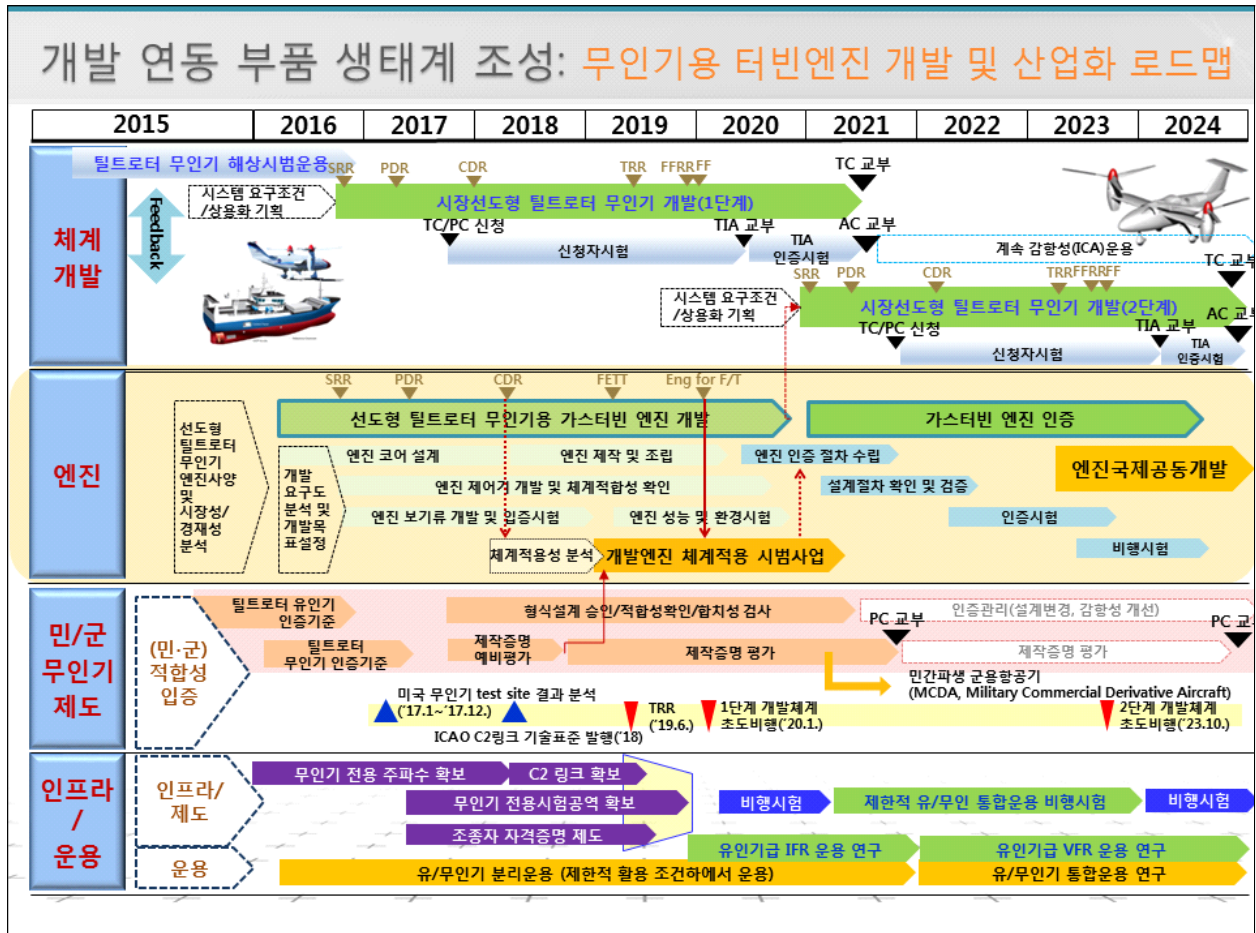 개발 연동 부품 생태계 조성: 무인기용 터빈엔진 개발 및 산업화 로드맵
2015 2016 2017 2018 2019 2020 2021 2022 2023 2024
체계
개발
틸트로터 무인기 해상시범운용
Feedback
시스템 요구조건
/상용화 기획
SRR PDR CDR TRR FFRR FF
TC 교부
시장선도형 틸트로터 무인기 개발(1단계)
TC/PC 신청
TIA 교부
AC 교부
신청자시험
TIA
인증시험
계속 감항성(ICA)운용
SRR PDR CDR TRR FFRR FF
TC 교부
시스템 요구조건
/상용화 기획
시장선도형 틸트로터 무인기 개발(2단계)
TC/PC 신청
TIA 교부
AC 교
신청자시험
TIA
인증시험
엔진
SRR PDR CDR FETT Eng for F/T
선도형
틸트로터
무인기
엔진사양
및
시장성/
경재성
분석
개발
요구도
분석 및
개발목
표설정
선도형 틸트로터 무인기용 가스터빈 엔진 개발
가스터빈 엔진 인증
엔진 코어 설계
엔진 제작 및 조립
엔진 인증 절차 수립
엔진국제공동개발
엔진 제어기 개발 및 체계적합성 확인
설계절차 확인 및 검증
엔진 보기류 개발 및 입증시험
엔진 성능 및 환경시험
인증시험
체계적용성 분석
개발엔진 체계적용 시범사업
비행시험
민/군
무인기
제도
(민·군)
적합성
입증
틸트로터 유인기
인증기준
형식설계 승인/적합성확인/합치성 검사
인증관리(설계변경, 감항성 개선)
PC 교부
PC 교
틸트로터
무인기 인증기준
제작증명
예비평가
제작증명 평가
제작증명 평가
민간파생 군용항공기
(MCDA, Military Commercial Derivative Aircraft)
미국 무인기 test site 결과 분석
('17.1~'17.12.)
ICAO C2링크 기술표준 발행('18)
TRR
('19.6.)
1단계 개발체계
초도비행('20.1.)
2단계 개발체계
초도비행('23.10.)
인프라
/
운용
인프라/
제도
운용
무인기 전용 주파수 확보
C2 링크 확보
무인기 전용시험공역 확보
비행시험
제한적 유/무인 통합운용 비행시험
비행시험
조종자 자격증명 제도
유인기급 IFR 운용 연구
유인기급 VFR 운용 연구
유/무인기 분리운용 (제한적 활용 조건하에서 운용)
유/무인기 통합운용 연구